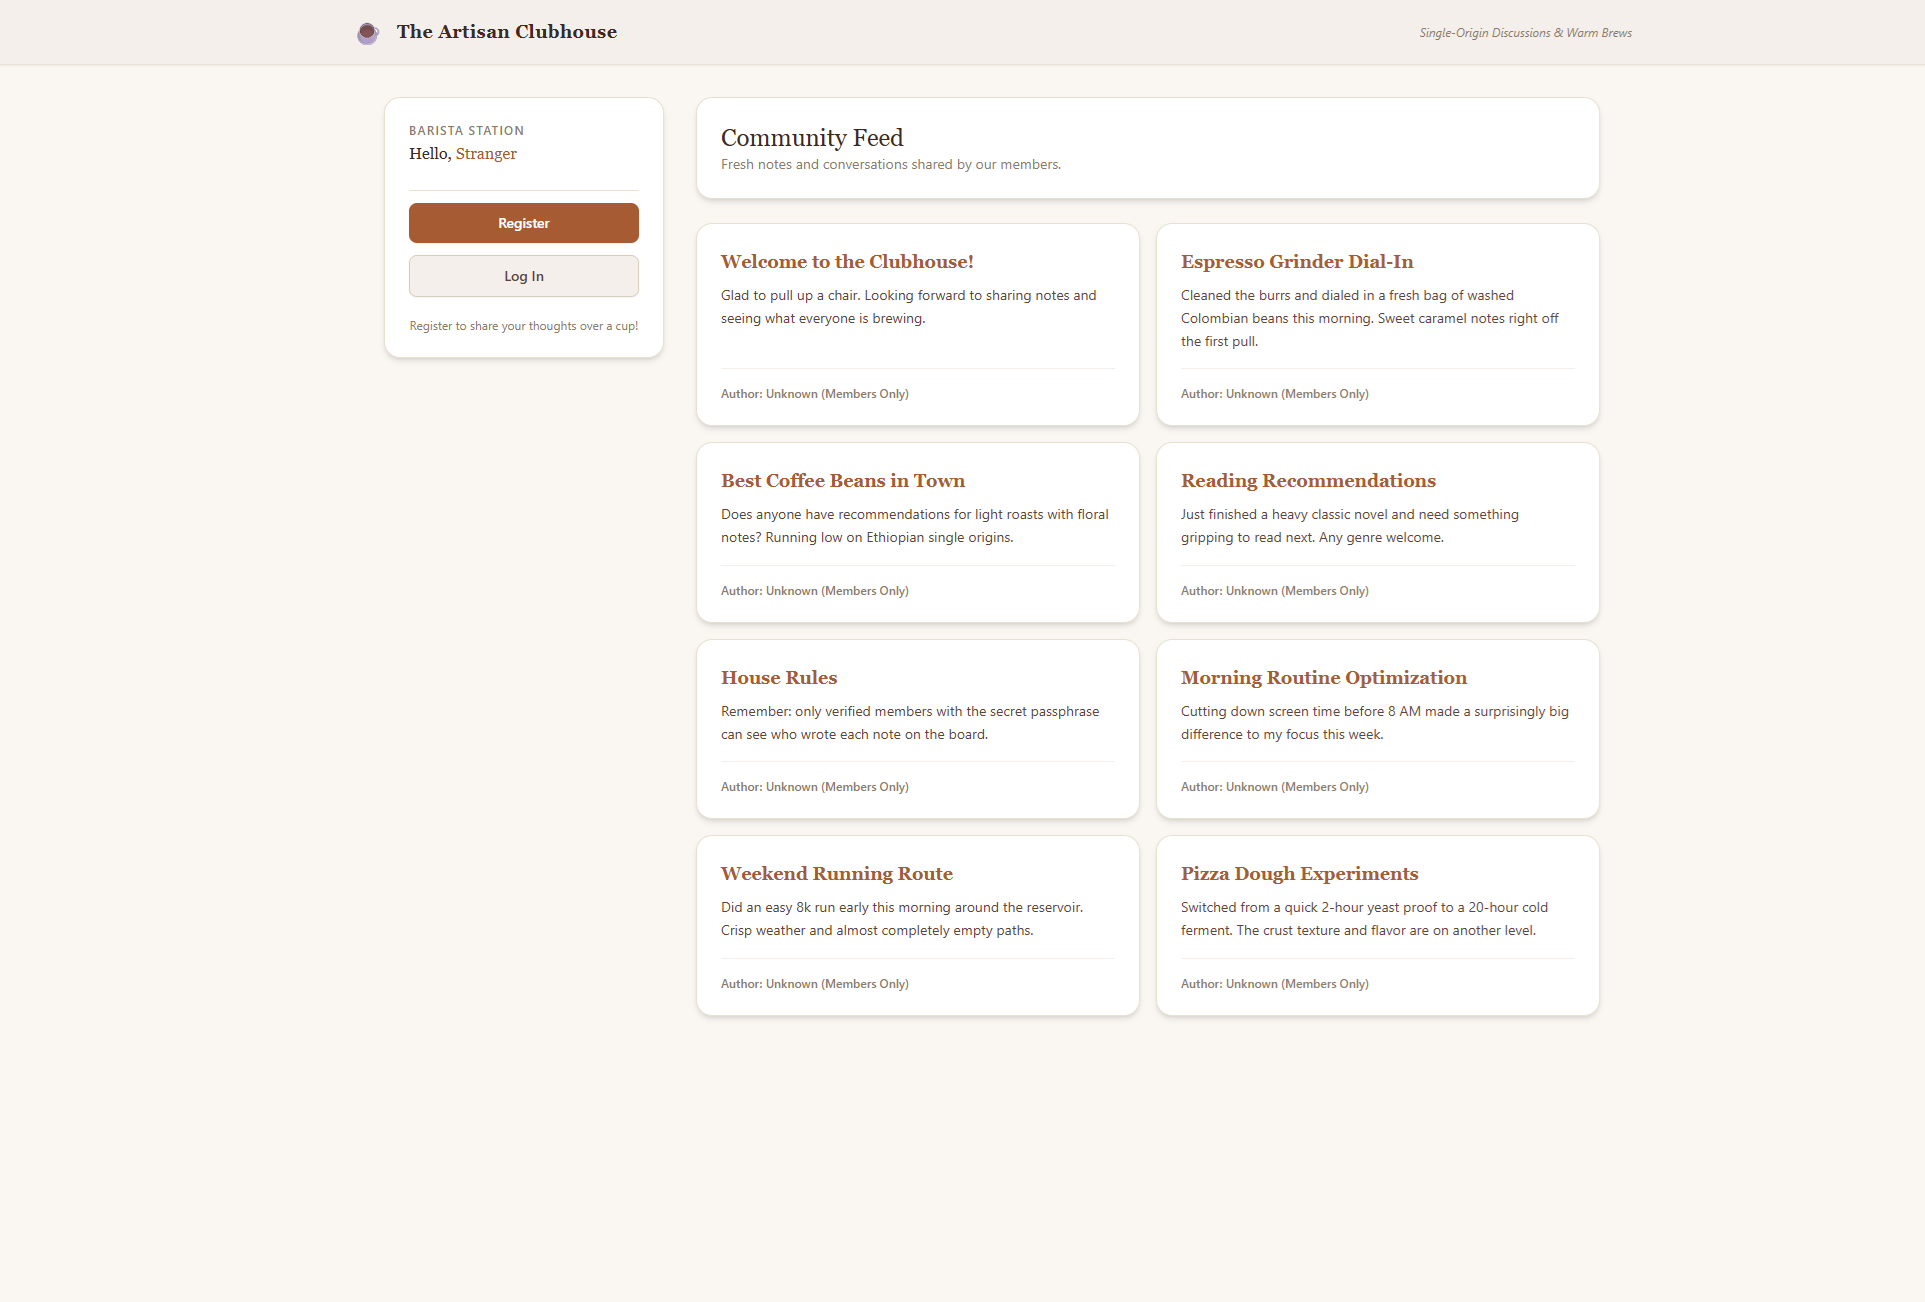 The Artisan Clubhouse
Single-Origin Discussions & Warm Brews
BARISTA STATION
Hello, Stranger
Register
Log In
Register to share your thoughts over a cup!
Community Feed
Fresh notes and conversations shared by our members.
Welcome to the Clubhouse!
Glad to pull up a chair. Looking forward to sharing notes and
seeing what everyone is brewing.
Author: Unknown (Members Only)
Espresso Grinder Dial-In
Cleaned the burrs and dialed in a fresh bag of washed
Colombian beans this morning. Sweet caramel notes right off
the first pull.
Author: Unknown (Members Only)
Best Coffee Beans in Town
Does anyone have recommendations for light roasts with floral
notes? Running low on Ethiopian single origins.
Author: Unknown (Members Only)
Reading Recommendations
Just finished a heavy classic novel and need something
gripping to read next. Any genre welcome.
Author: Unknown (Members Only)
House Rules
Remember: only verified members with the secret passphrase
can see who wrote each note on the board.
Author: Unknown (Members Only)
Morning Routine Optimization
Cutting down screen time before 8 AM made a surprisingly big
difference to my focus this week.
Author: Unknown (Members Only)
Weekend Running Route
Did an easy 8k run early this morning around the reservoir.
Crisp weather and almost completely empty paths.
Author: Unknown (Members Only)
Pizza Dough Experiments
Switched from a quick 2-hour yeast proof to a 20-hour cold
ferment. The crust texture and flavor are on another level.
Author: Unknown (Members Only)